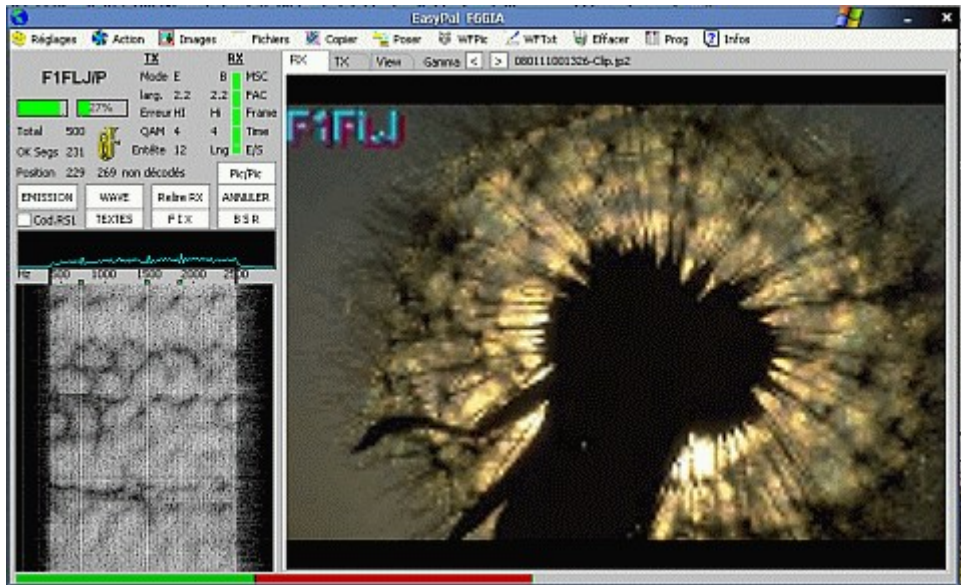 EasyPal F6GIA
Réglages Action Images Fichiers Copier Poser WFPic WFTxt Effacer Prog Infos
TX RX
RX TX View Gamma < > 080111001326-Clip.jp2
F1FLJ/P
Mode E B MSC
larg. 2.2 2.2 FAC
27% Erreur HI Hi Frame
Total 500 QAM 4 4 Time
OK Segs 231 Entête 12 Lng E/S
Position 229 269 non décodés Pic/Pic
EMISSION WAVE Relire RX ANNULER
Cod.RS1 TEXTES F I X B S R
Hz 500 1000 1500 2000 2500
F1FLJ